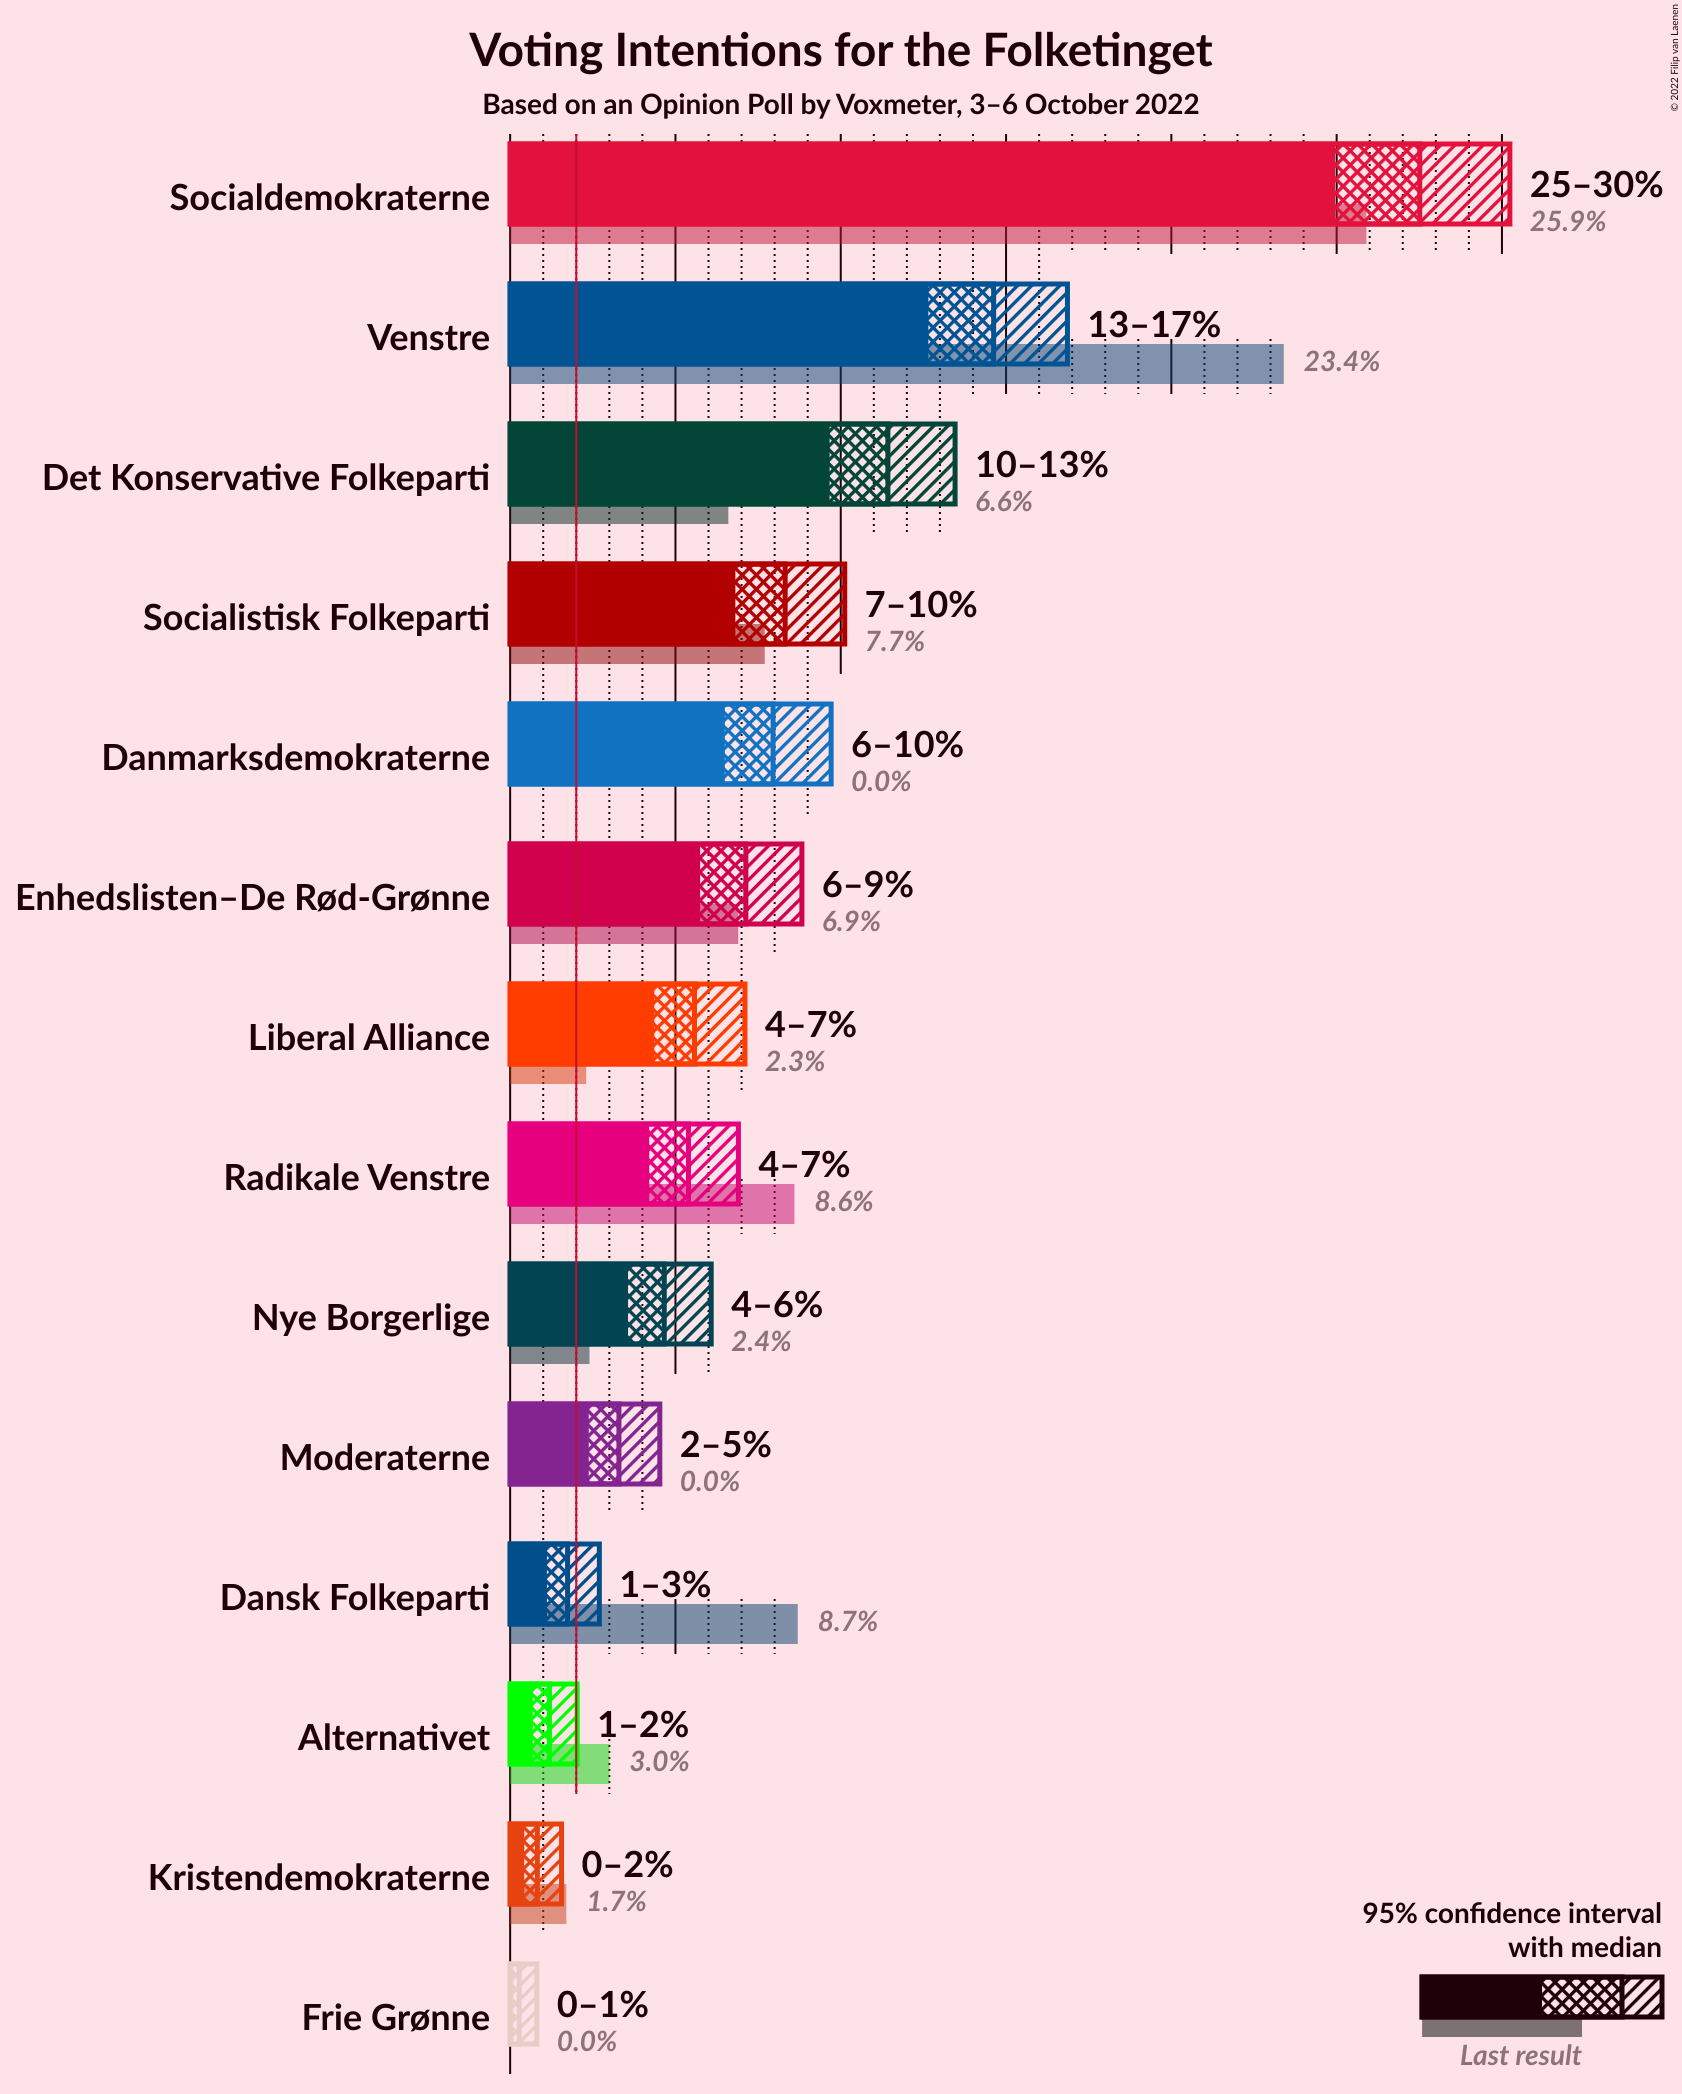 Voting Intentions for the Folketinget
Based on an Opinion Poll by Voxmeter, 3–6 October 2022
© 2022 Filip van Laenen
Socialdemokraterne
25–30%
25.9%
Venstre
13–17%
23.4%
Det Konservative Folkeparti
10–13%
6.6%
Socialistisk Folkeparti
7–10%
7.7%
Danmarksdemokraterne
6–10%
0.0%
Enhedslisten–De Rød-Grønne
6–9%
6.9%
Liberal Alliance
4–7%
2.3%
Radikale Venstre
4–7%
8.6%
Nye Borgerlige
4–6%
2.4%
Moderaterne
2–5%
0.0%
Dansk Folkeparti
1–3%
8.7%
Alternativet
1–2%
3.0%
Kristendemokraterne
0–2%
1.7%
Frie Grønne
0–1%
0.0%
95% confidence interval
with median
Last result